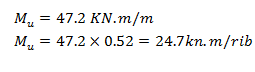 M_u = 47.2 KN.m/m
M_u = 47.2 × 0.52 = 24.7kn.m/rib